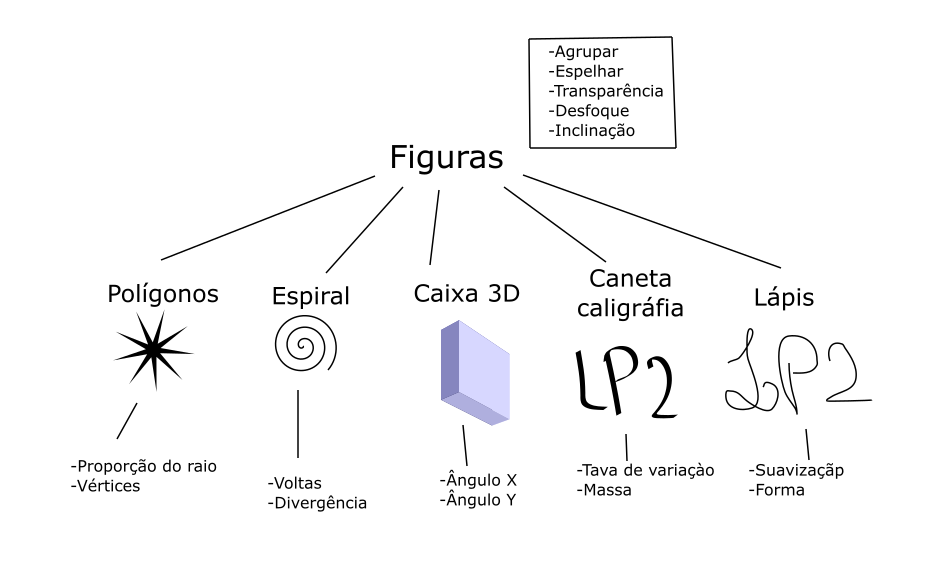 -Agrupar
-Espelhar
-Transparência
-Desfoque
-Inclinação
Figuras
Polígonos
Espiral
Caixa 3D
Caneta
caligráfia
Lápis
LP2
LP2
-Proporção do raio
-Vértices
-Voltas
-Divergência
-Ângulo X
-Ângulo Y
-Tava de variaçào
-Massa
-Suavizaçãp
-Forma